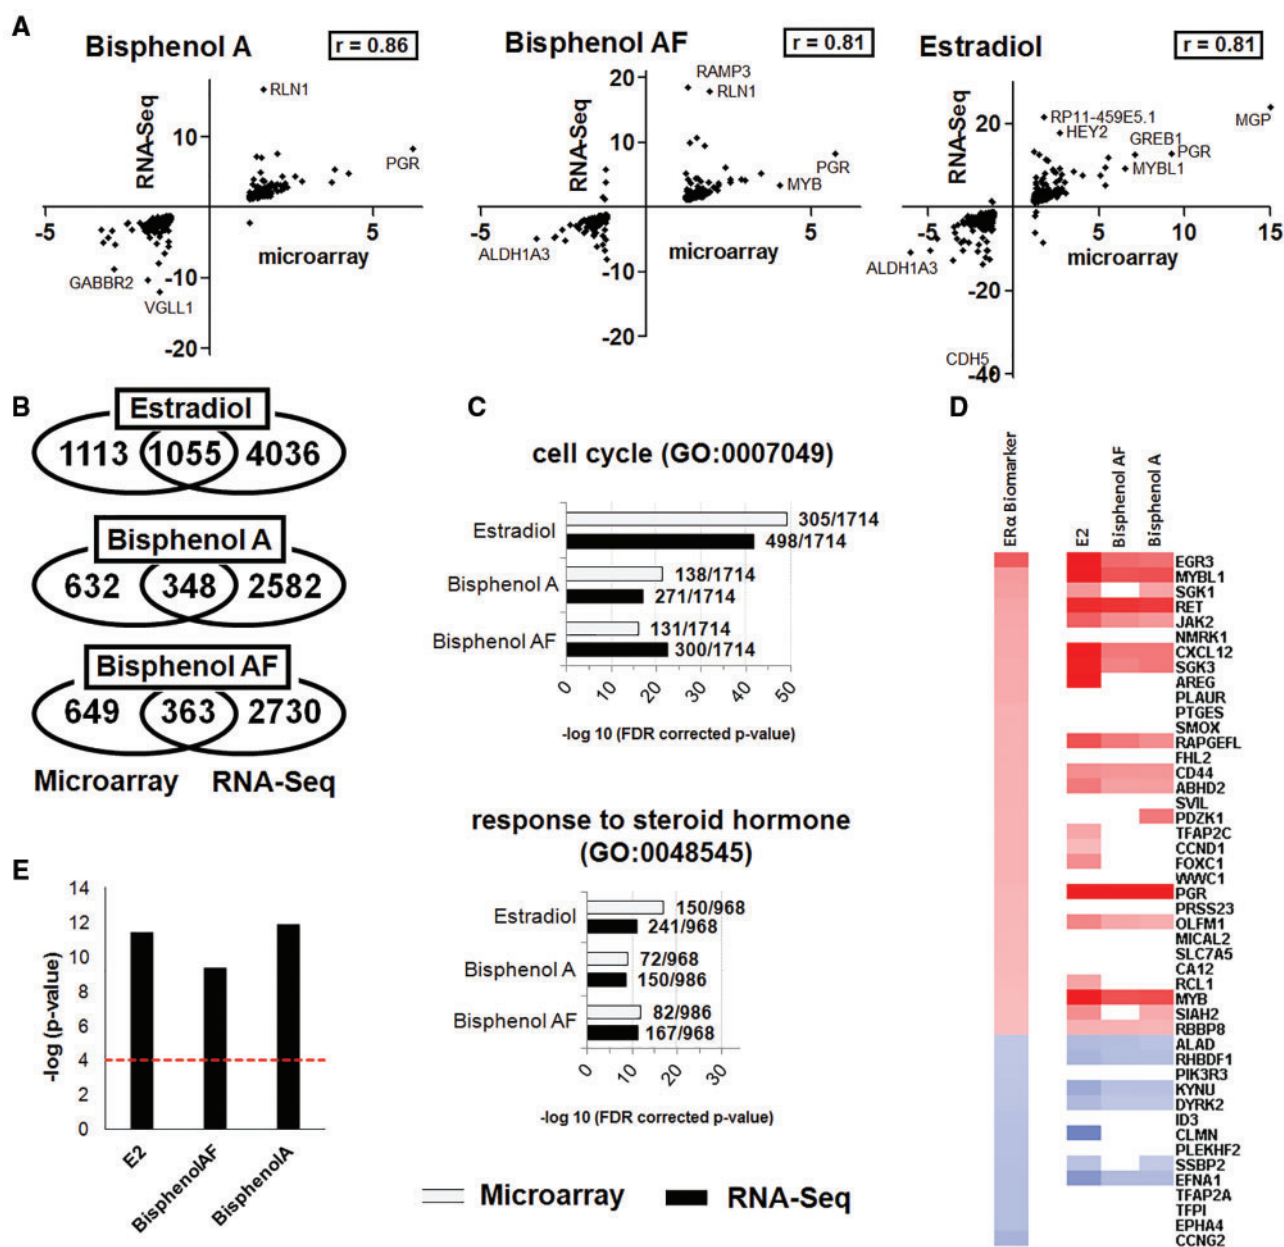 A
Bisphenol A
r = 0.86
RNA-Seq
RLN1
10
PGR
-5
5
microarray
GABBR2
-10
VGLL1
-20
Bisphenol AF
r = 0.81
RNA-Seq
20
RAMP3
RLN1
10
PGR
MYB
-5
5
microarray
ALDH1A3
-10
-20
Estradiol
r = 0.81
RNA-Seq
20
RP11-459E5.1
HEY2
GREB1
MGP
PGR
MYBL1
-5
5
10
15
microarray
ALDH1A3
-20
CDH5
-40
B
Estradiol
1113 1055 4036
Bisphenol A
632 348 2582
Bisphenol AF
649 363 2730
Microarray RNA-Seq
C
cell cycle (GO:0007049)
Estradiol
305/1714
498/1714
Bisphenol A
138/1714
271/1714
Bisphenol AF
131/1714
300/1714
0 10 20 30 40 50
-log 10 (FDR corrected p-value)
response to steroid hormone
(GO:0048545)
Estradiol
150/968
241/968
Bisphenol A
72/968
150/986
Bisphenol AF
82/986
167/968
0 10 20 30
-log 10 (FDR corrected p-value)
Microarray RNA-Seq
D
ERα Biomarker
E2
Bisphenol AF
Bisphenol A
EGR3
MYBL1
SGK1
RET
JAK2
NMRK1
CXCL12
SGK3
AREG
PLAUR
PTGES
SMOX
RAPGEFL
FHL2
CD44
ABHD2
SVIL
PDZK1
TFAP2C
CCND1
FOXC1
WWC1
PGR
PRSS23
OLFM1
MICAL2
SLC7A5
CA12
RCL1
MYB
SIAH2
RBBP8
ALAD
RHBDF1
PIK3R3
KYNU
DYRK2
ID3
CLMN
PLEKHF2
SSBP2
EFNA1
TFAP2A
TFPI
EPHA4
CCNG2
E
-log (p-value)
14
12
10
8
6
4
2
0
E2
BisphenolAF
BisphenolA